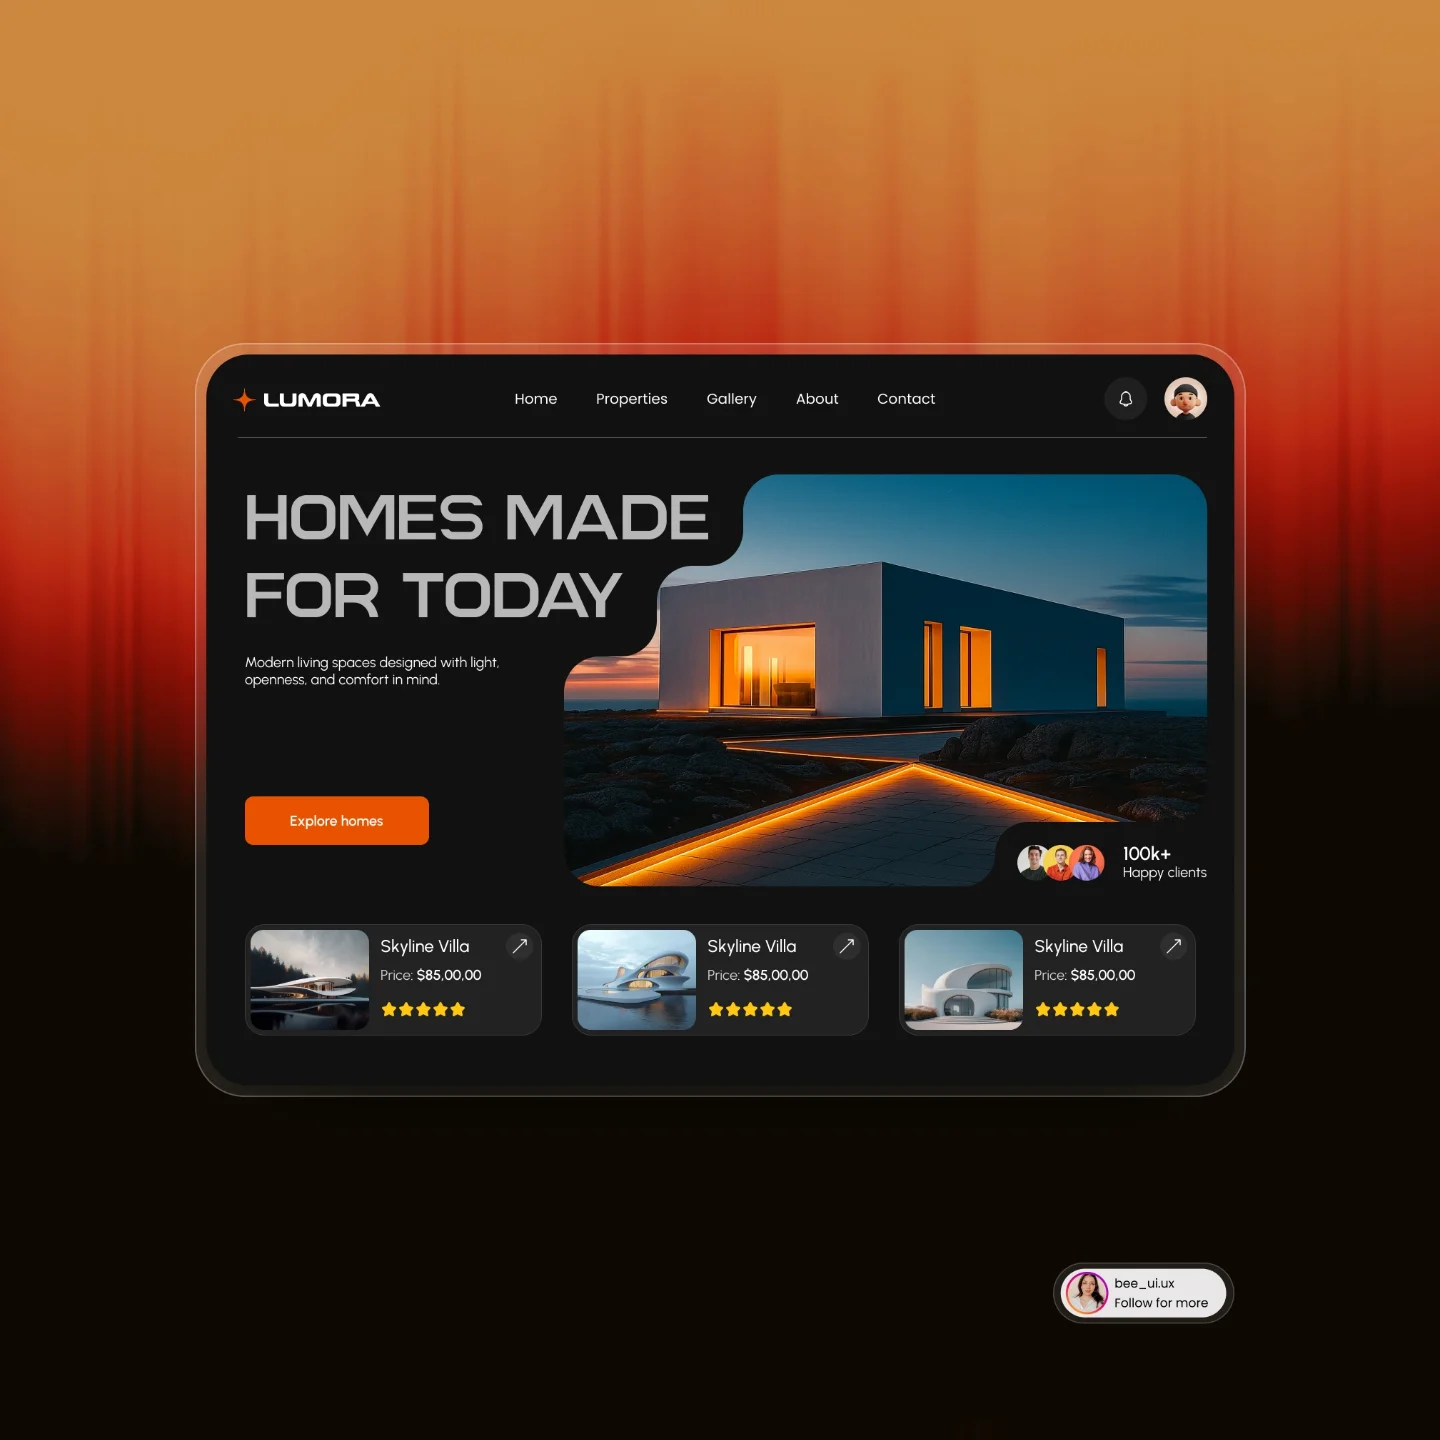 LUMORA
Home Properties Gallery About Contact
HOMES MADE
FOR TODAY
Modern living spaces designed with light,
openness, and comfort in mind.
Explore homes
100k+
Happy clients
Skyline Villa
Price: $85,00,00
Skyline Villa
Price: $85,00,00
Skyline Villa
Price: $85,00,00
bee_ui.ux
Follow for more